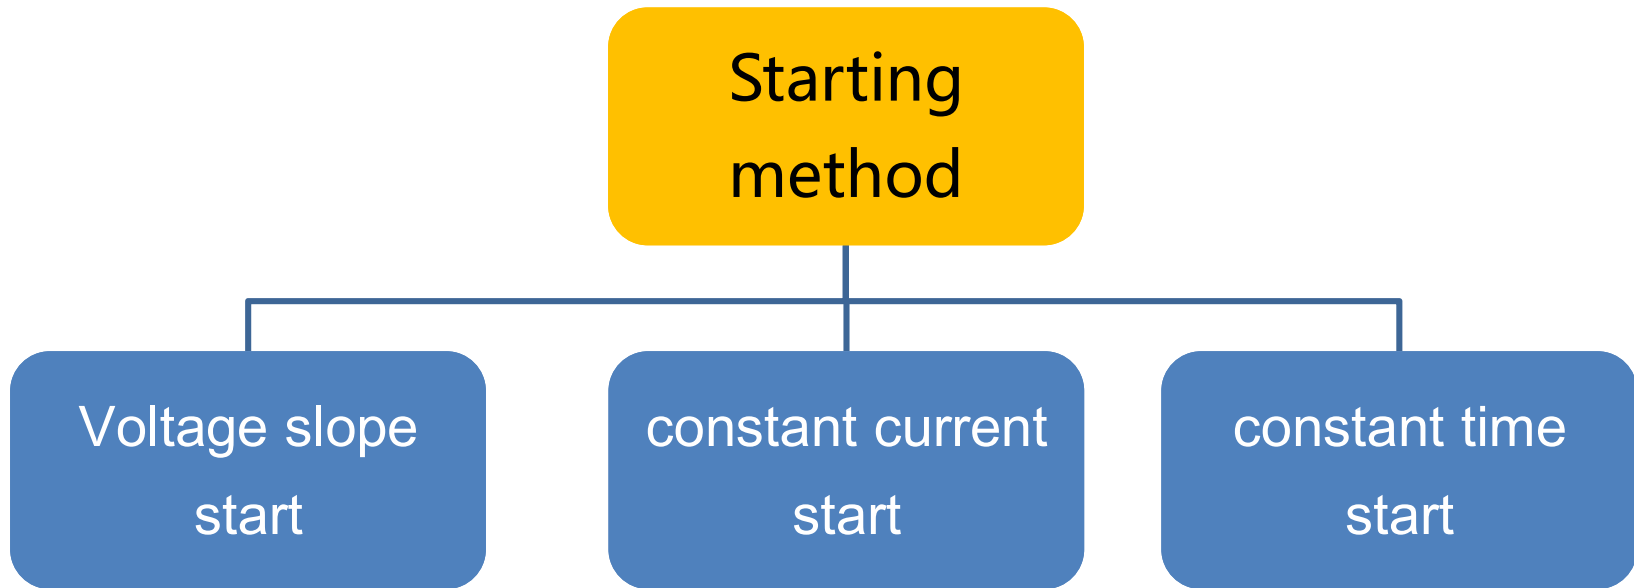 Starting
method
Voltage slope
start
constant current
start
constant time
start